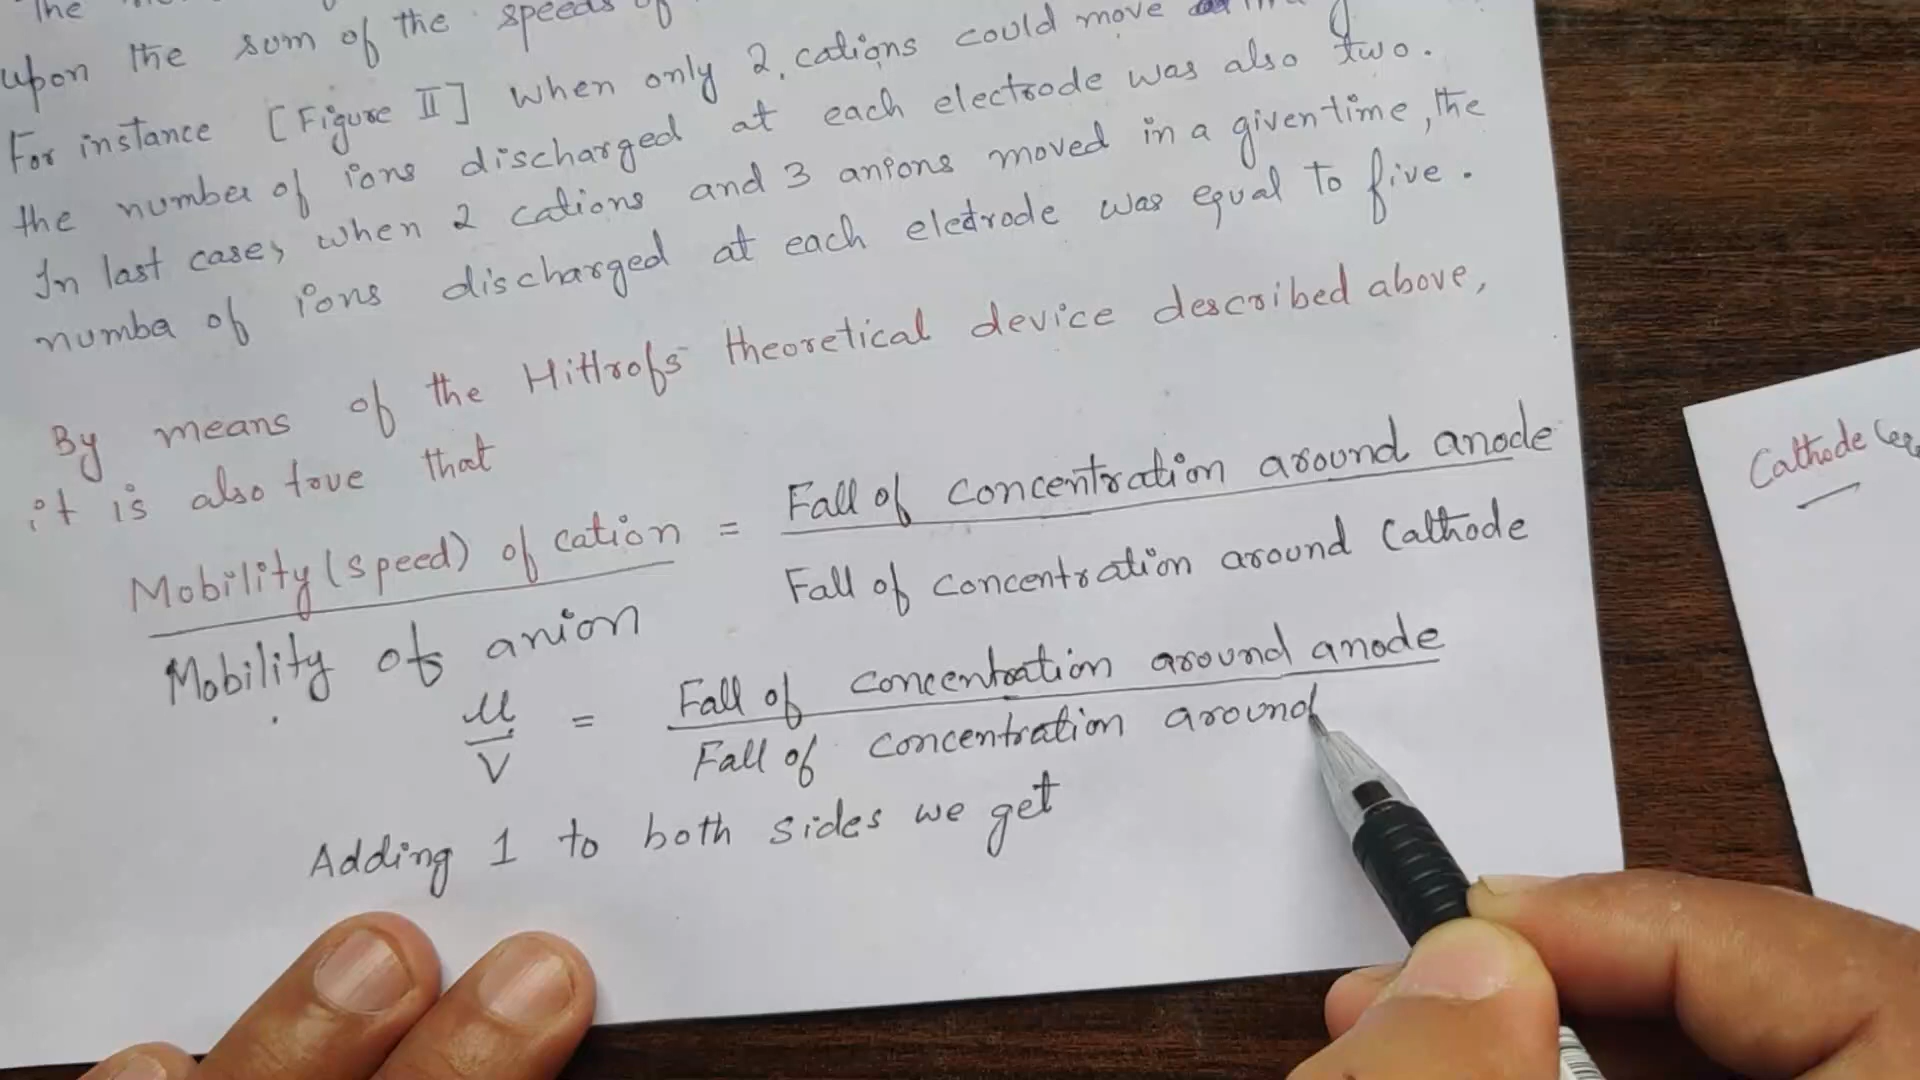 The
upon the sum of the speeds of
For instance [Figure II] when only 2 cations could move
the number of ions discharged at each electrode was also two.
In last case, when 2 cations and 3 anions moved in a given time, the
numba of ions discharged at each eletrode was equal to five.
By means of the Hittrofs theoretical device described above,
it is also tove that
Mobility (speed) of cation = Fall of concentration around anode
Mobility of anion Fall of concentration around Cathode
u = Fall of concentration around anode
V Fall of concentration around
Adding 1 to both sides we get
Cathode